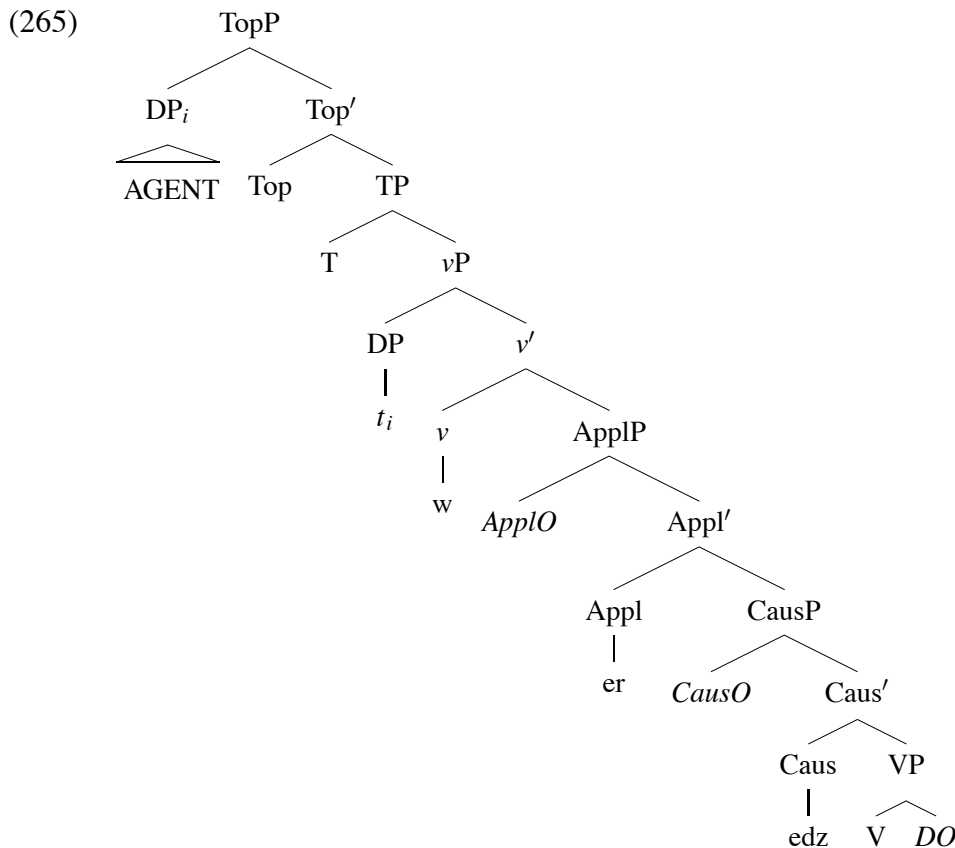 (265) TopP
DPᵢ Top′
AGENT Top TP
T vP
DP v′
tᵢ v ApplP
w ApplO Appl′
Appl CausP
er CausO Caus′
Caus VP
edz V DO